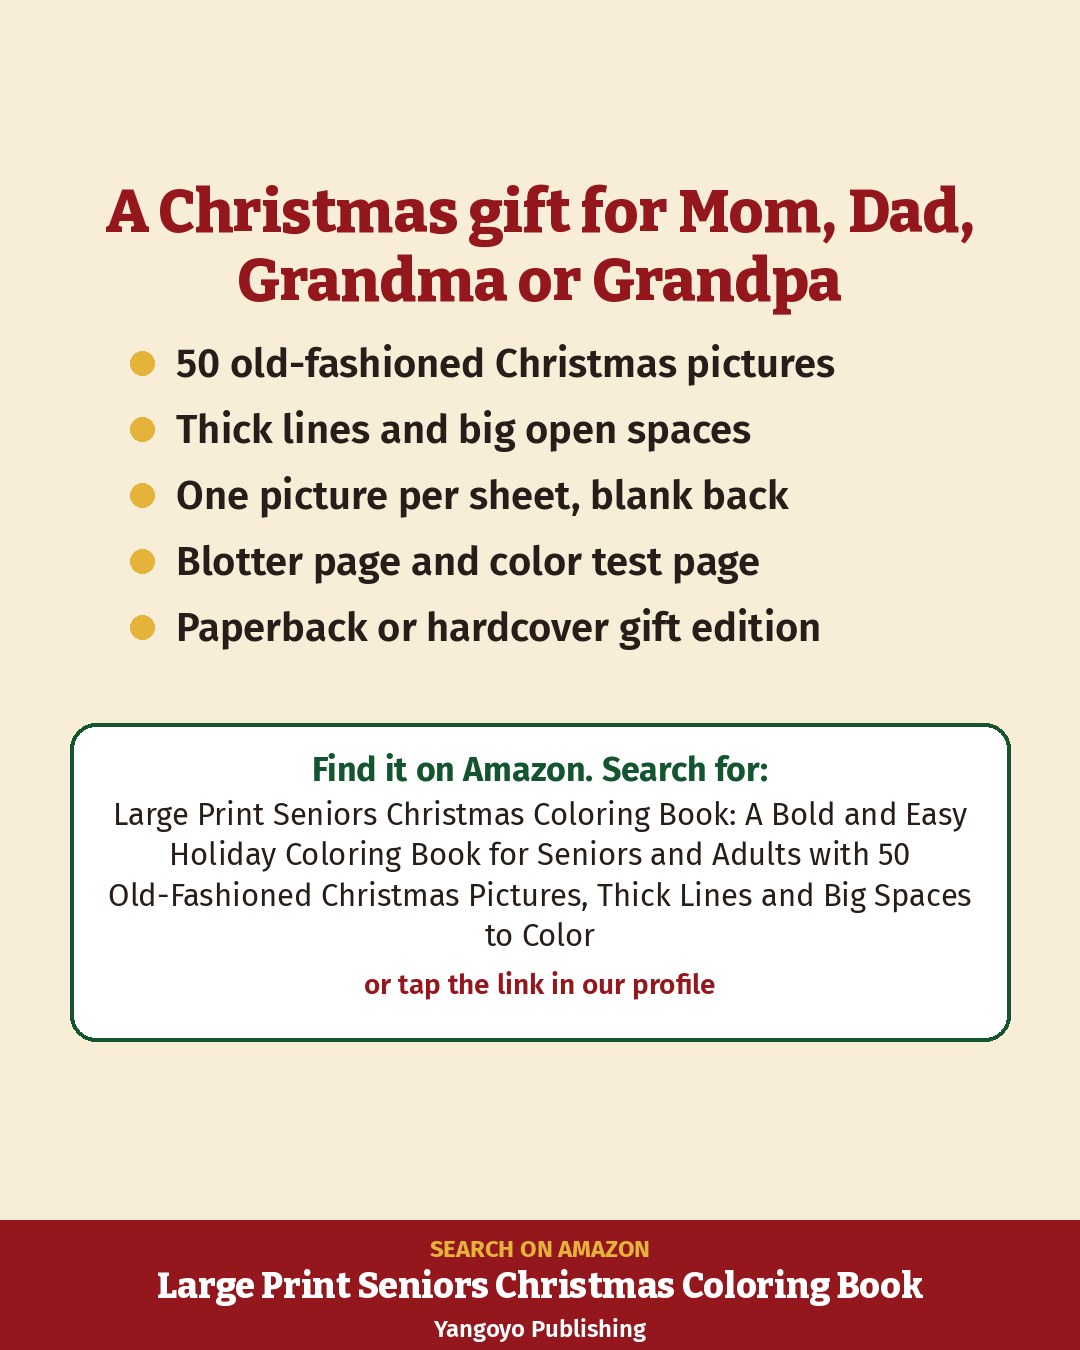 A Christmas gift for Mom, Dad,
Grandma or Grandpa
50 old-fashioned Christmas pictures
Thick lines and big open spaces
One picture per sheet, blank back
Blotter page and color test page
Paperback or hardcover gift edition
Find it on Amazon. Search for:
Large Print Seniors Christmas Coloring Book: A Bold and Easy
Holiday Coloring Book for Seniors and Adults with 50
Old-Fashioned Christmas Pictures, Thick Lines and Big Spaces
to Color
or tap the link in our profile
SEARCH ON AMAZON
Large Print Seniors Christmas Coloring Book
Yangoyo Publishing